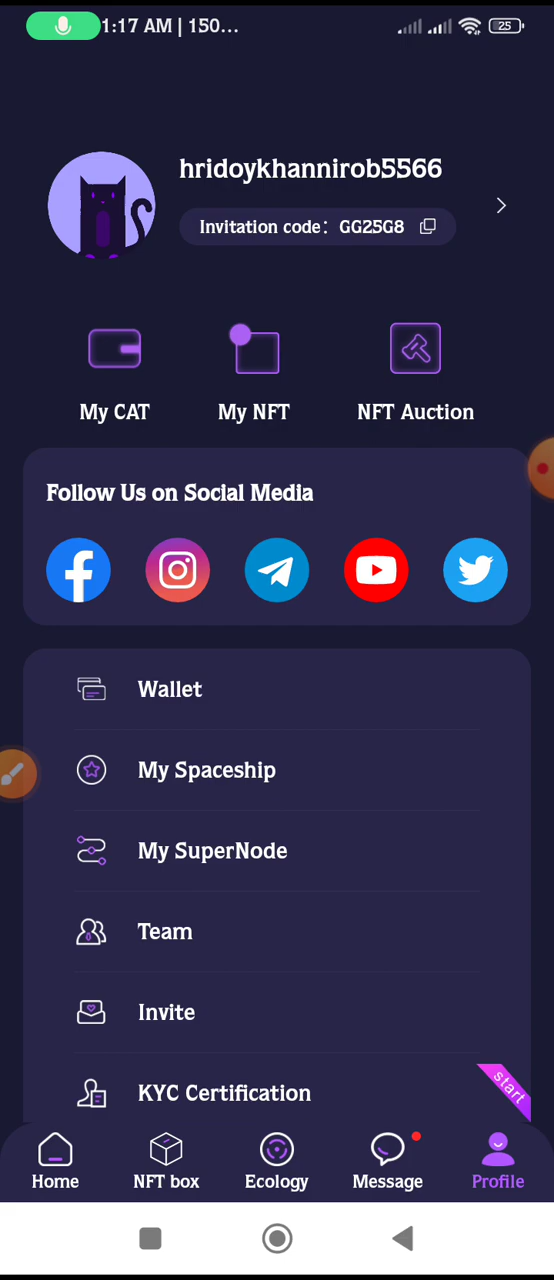 1:17 AM | 150...
25
hridoykhannirob5566
Invitation code: GG25G8
My CAT
My NFT
NFT Auction
Follow Us on Social Media
Wallet
My Spaceship
My SuperNode
Team
Invite
KYC Certification
start
Home
NFT box
Ecology
Message
Profile